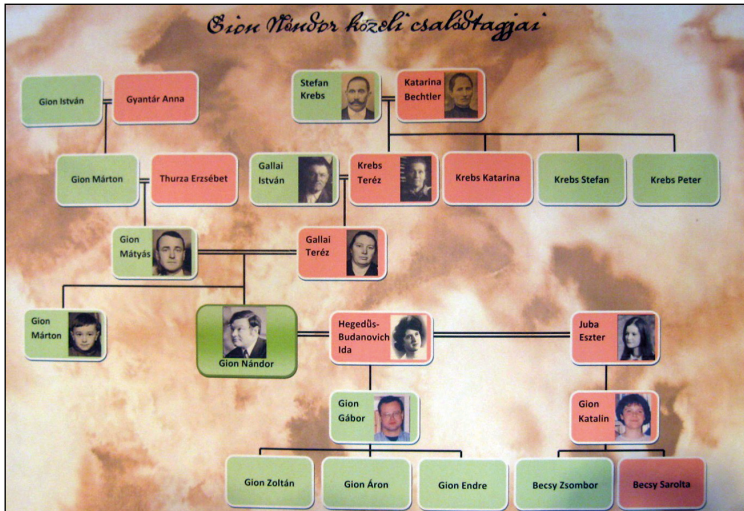 Gion Nándor közeli családtagjai
Gion István
Gyantár Anna
Stefan
Krebs
Katarina
Bechtler
Gion Márton
Thurza Erzsébet
Gallai
István
Krebs
Teréz
Krebs Katarina
Krebs Stefan
Krebs Peter
Gion
Mátyás
Gallai
Teréz
Gion
Márton
Gion Nándor
Hegedűs-
Budanovich
Ida
Juba
Eszter
Gion
Gábor
Gion
Katalin
Gion Zoltán
Gion Áron
Gion Endre
Becsy Zsombor
Becsy Sarolta